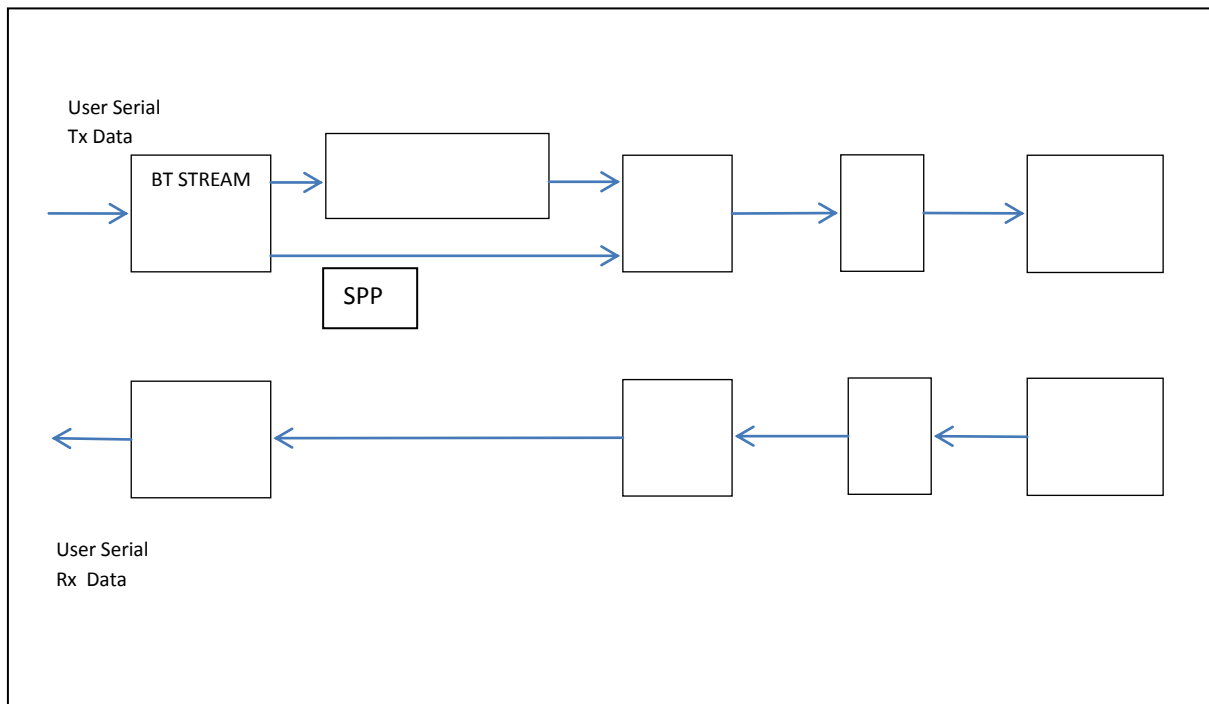 User Serial
Tx Data
BT STREAM
SPP
User Serial
Rx Data